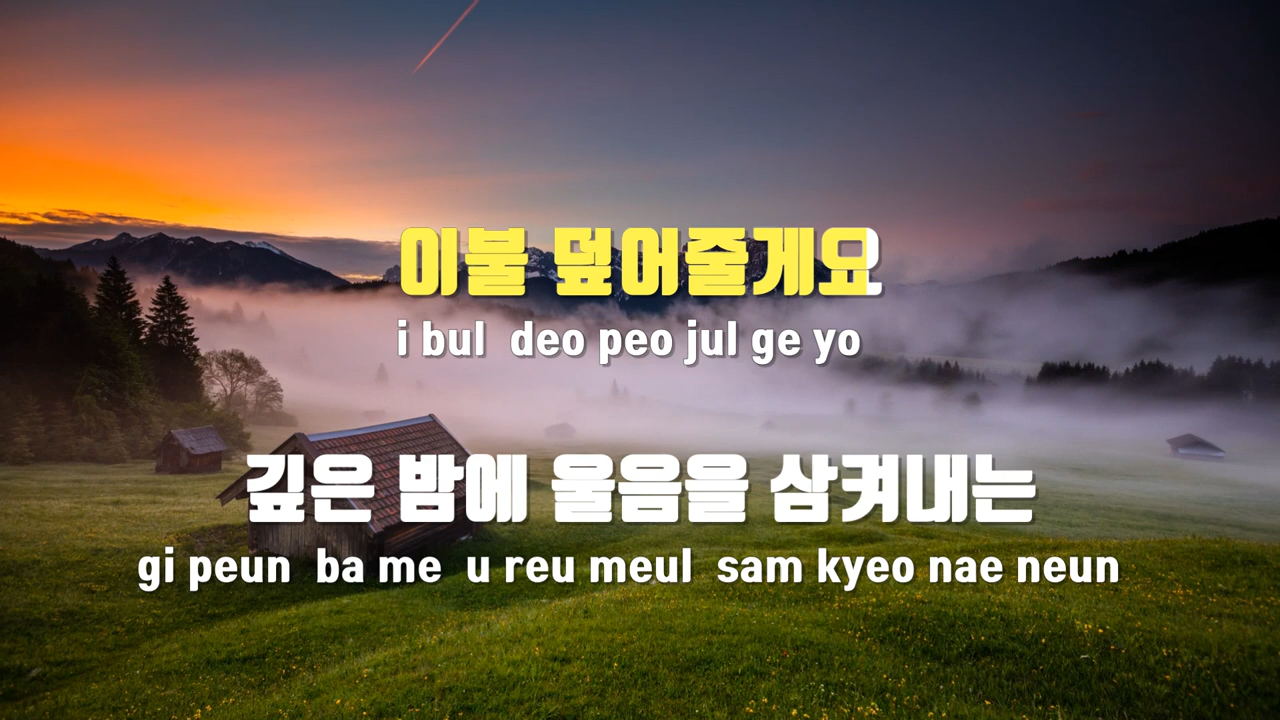 이불 덮어줄게요
i bul deo peo jul ge yo
깊은 밤에 울음을 삼켜내는
gi peun ba me u reu meul sam kyeo nae neun